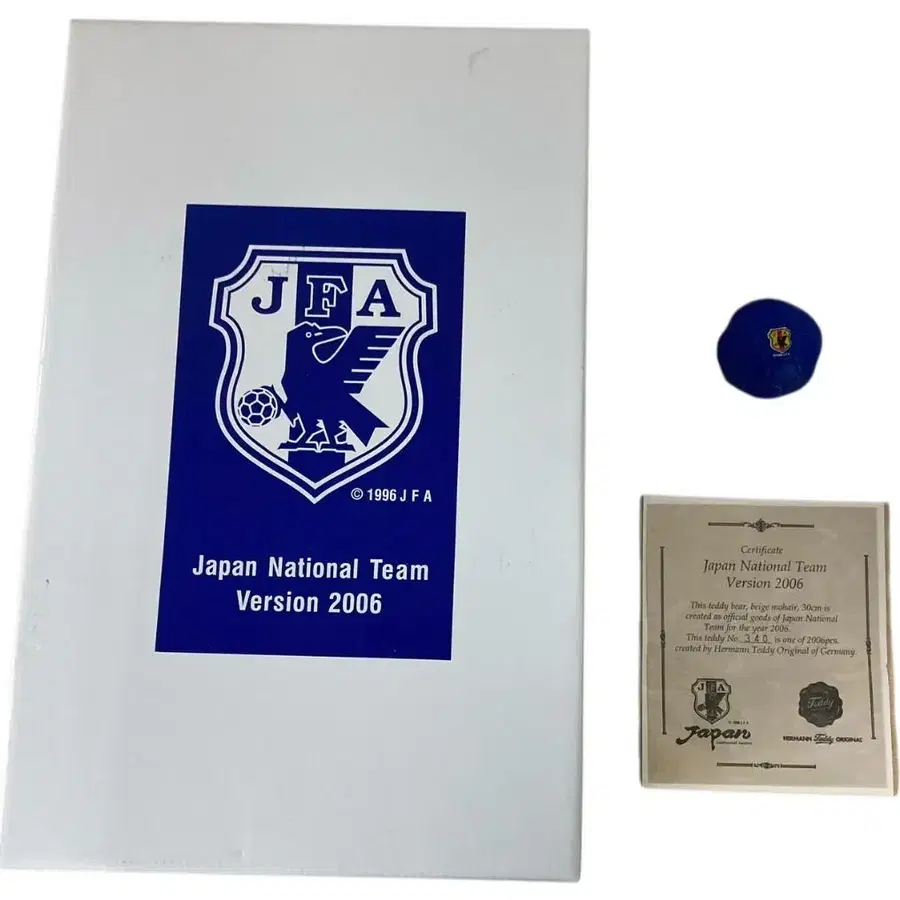 JFA
© 1996 J F A
Japan National Team
Version 2006
Certificate
Japan National Team
Version 2006
This teddy bear, beige mohair, 30cm is
created as official goods of Japan National
Team for the year 2006.
This teddy No. 340 is one of 2006pcs.
created by Hermann Teddy Original of Germany.
JFA
Japan
Teddy
HERMANN Teddy ORIGINAL